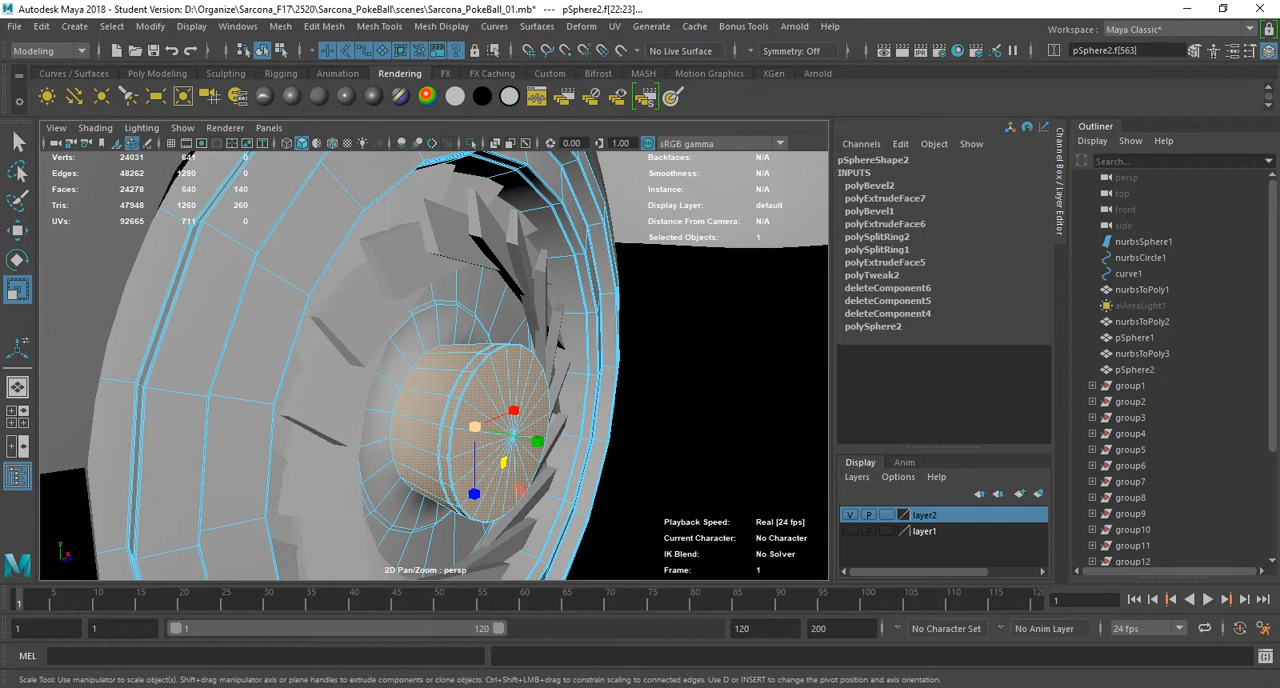 Autodesk Maya 2018 - Student Version: D:\Organize\Sarcona_F17\2520\Sarcona_PokeBall\scenes\Sarcona_PokeBall_01.mb* --- pSphere2.f[22:23]...
File Edit Create Select Modify Display Windows Mesh Edit Mesh Mesh Tools Mesh Display Curves Surfaces Deform UV Generate Cache Arnold Help
Workspace: Maya Classic*
Modeling
No Live Surface
Symmetry: Off
pSphere2.f[563]
Curves / Surfaces Poly Modeling Sculpting Rigging Animation Rendering FX FX Caching Custom Bifrost MASH Motion Graphics XGen Arnold
View Shading Lighting Show Renderer Panels
0.00 1.00 sRGB gamma
Verts: 24031 641 0
Edges: 48262 1280 0
Faces: 24278 640 140
Tris: 47948 1260 260
UVs: 92665 711 0
Backfaces: N/A
Smoothness: N/A
Instance: N/A
Display Layer: default
Distance From Camera: N/A
Selected Objects: 1
Playback Speed: Real [24 fps]
Current Character: No Character
IK Blend: No Solver
Frame: 1
2D Pan/Zoom : persp
y
Channels Edit Object Show
pSphereShape2
INPUTS
polyBevel2
polyExtrudeFace7
polyBevel1
polyExtrudeFace6
polySplitRing2
polySplitRing1
polyExtrudeFace5
polyTweak2
deleteComponent6
deleteComponent5
deleteComponent4
polySphere2
Display Anim
Layers Options Help
V P layer2
layer1
Channel Box / Layer Editor
Outliner
Display Show Help
Search...
persp
top
front
side
nurbsSphere1
nurbsCircle1
curve1
nurbsToPoly1
aiAreaLight1
nurbsToPoly2
pSphere1
nurbsToPoly3
pSphere2
group1
group2
group3
group4
group5
group6
group7
group8
group9
group10
group11
group12
1 5 10 15 20 25 30 35 40 45 50 55 60 65 70 75 80 85 90 95 100 105 110 115 120
1
1
1 1 1 120 120 200
No Character Set
No Anim Layer
24 fps
MEL
Scale Tool: Use manipulator to scale object(s). Shift+drag manipulator axis or plane handles to extrude components or clone objects. Ctrl+Shift+LMB+drag to constrain scaling to connected edges. Use D or INSERT to change the pivot position and axis orientation.